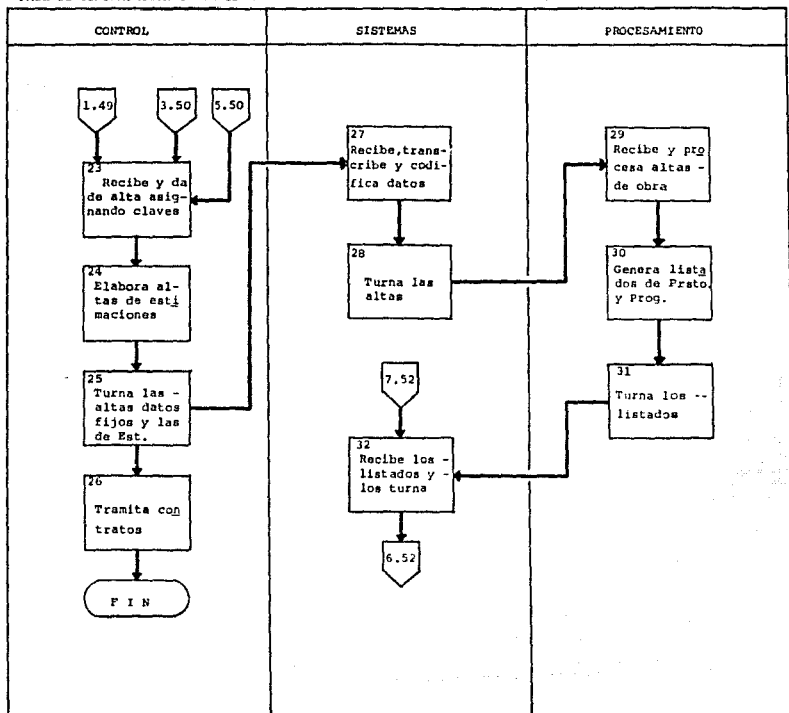 CONTROL
SISTEMAS
PROCESAMIENTO
1.49
3.50
5.50
23
Recibe y da
de alta asig-
nando claves
24
Elabora al-
tas de esti
maciones
25
Turna las -
altas datos
fijos y las
de Est.
26
Tramita con
tratos
F I N
27
Recibe,trans-
cribe y codi-
fica datos
28
Turna las
altas
7.52
32
Recibe los -
listados y -
los turna
6.52
29
Recibe y pro
cesa altas -
de obra
30
Genera lista
dos de Prsto.
y Prog.
31
Turna los --
listados